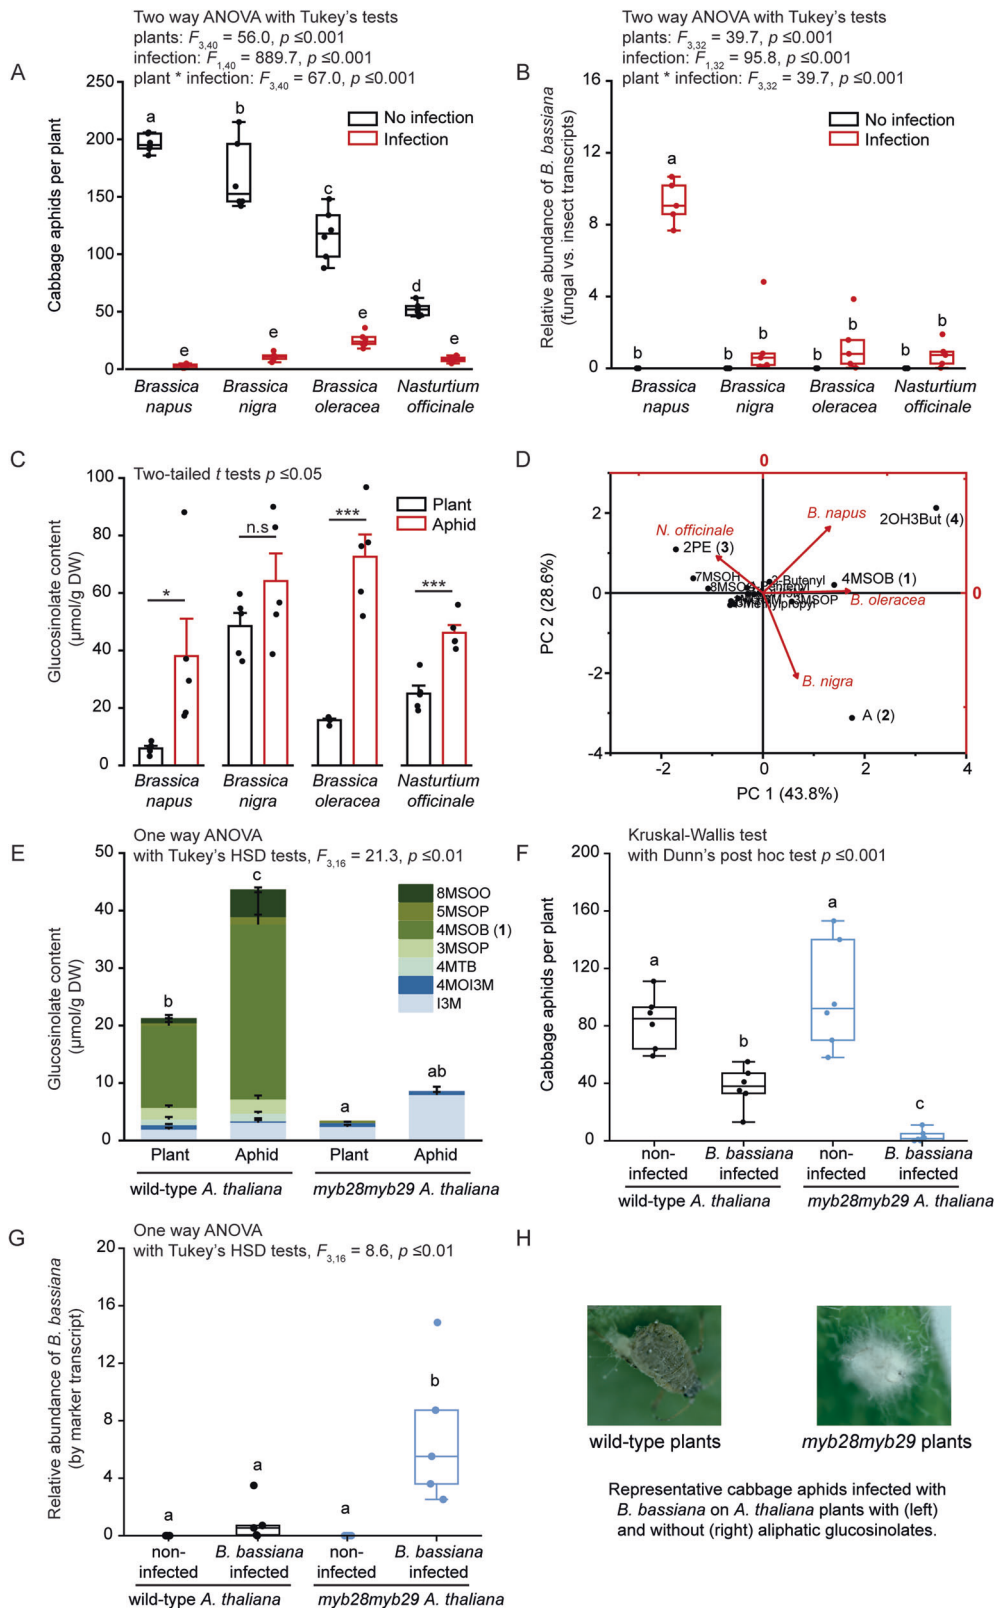 Two way ANOVA with Tukey's tests
plants: F3,40 = 56.0, p ≤0.001
infection: F1,40 = 889.7, p ≤0.001
plant * infection: F3,40 = 67.0, p ≤0.001
A
Cabbage aphids per plant
250
200
150
100
50
0
No infection
Infection
a
b
c
d
e
e
e
e
Brassica
napus
Brassica
nigra
Brassica
oleracea
Nasturtium
officinale
Two way ANOVA with Tukey's tests
plants: F3,32 = 39.7, p ≤0.001
infection: F1,32 = 95.8, p ≤0.001
plant * infection: F3,32 = 39.7, p ≤0.001
B
Relative abundance of B. bassiana
(fungal vs. insect transcripts)
16
12
8
4
0
No infection
Infection
a
b
b
b
b
b
b
b
Brassica
napus
Brassica
nigra
Brassica
oleracea
Nasturtium
officinale
C
Two-tailed t tests p ≤0.05
Glucosinolate content
(μmol/g DW)
100
80
60
40
20
0
Plant
Aphid
*
n.s
***
***
Brassica
napus
Brassica
nigra
Brassica
oleracea
Nasturtium
officinale
D
0
PC 2 (28.6%)
2
0
-2
-4
N. officinale
B. napus
2OH3But (4)
2PE (3)
7MSOH
2-Butenyl
4MSOB (1)
0
B. oleracea
B. nigra
A (2)
-2
0
2
4
PC 1 (43.8%)
E
One way ANOVA
with Tukey's HSD tests, F3,16 = 21.3, p ≤0.01
Glucosinolate content
(μmol/g DW)
50
40
30
20
10
0
8MSOO
5MSOP
4MSOB (1)
3MSOP
4MTB
4MOI3M
I3M
b
c
a
ab
Plant
Aphid
Plant
Aphid
wild-type A. thaliana
myb28myb29 A. thaliana
F
Kruskal-Wallis test
with Dunn's post hoc test p ≤0.001
Cabbage aphids per plant
200
160
120
80
40
0
a
b
a
c
non-
infected
B. bassiana
infected
non-
infected
B. bassiana
infected
wild-type A. thaliana
myb28myb29 A. thaliana
G
One way ANOVA
with Tukey's HSD tests, F3,16 = 8.6, p ≤0.01
Relative abundance of B. bassiana
(by marker transcript)
20
16
12
8
4
0
a
a
a
b
non-
infected
B. bassiana
infected
non-
infected
B. bassiana
infected
wild-type A. thaliana
myb28myb29 A. thaliana
H
wild-type plants
myb28myb29 plants
Representative cabbage aphids infected with
B. bassiana on A. thaliana plants with (left)
and without (right) aliphatic glucosinolates.